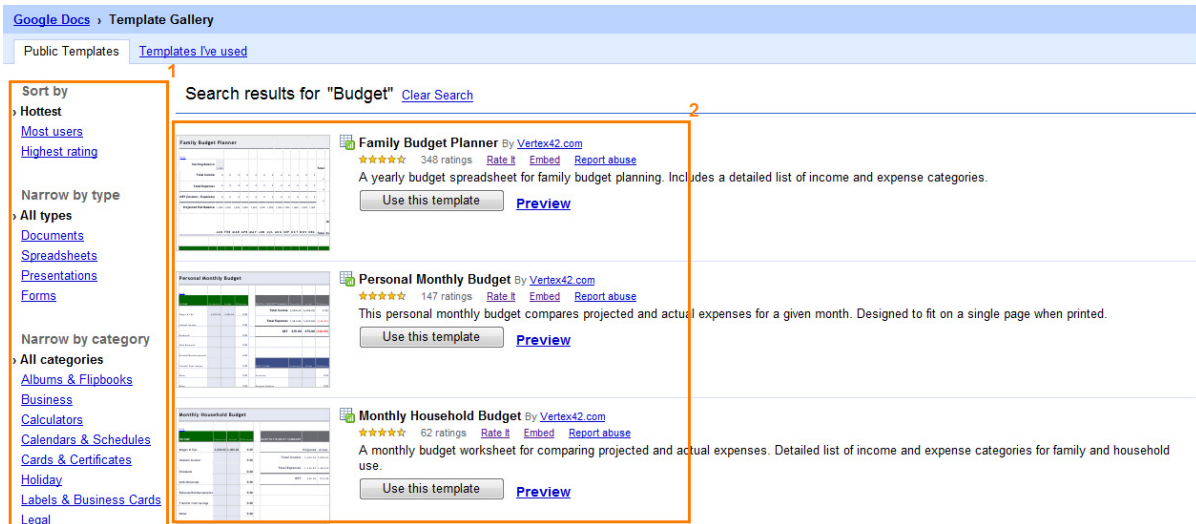 Google Docs › Template Gallery
Public Templates Templates I've used
1
Sort by
› Hottest
Most users
Highest rating
Narrow by type
› All types
Documents
Spreadsheets
Presentations
Forms
Narrow by category
› All categories
Albums & Flipbooks
Business
Calculators
Calendars & Schedules
Cards & Certificates
Holiday
Labels & Business Cards
Legal
Search results for "Budget" Clear Search
2
Family Budget Planner
Family Budget Planner By Vertex42.com
348 ratings Rate It Embed Report abuse
A yearly budget spreadsheet for family budget planning. Includes a detailed list of income and expense categories.
Use this template Preview
Personal Monthly Budget
Personal Monthly Budget By Vertex42.com
147 ratings Rate It Embed Report abuse
This personal monthly budget compares projected and actual expenses for a given month. Designed to fit on a single page when printed.
Use this template Preview
Monthly Household Budget
Monthly Household Budget By Vertex42.com
62 ratings Rate It Embed Report abuse
A monthly budget worksheet for comparing projected and actual expenses. Detailed list of income and expense categories for family and household
use.
Use this template Preview